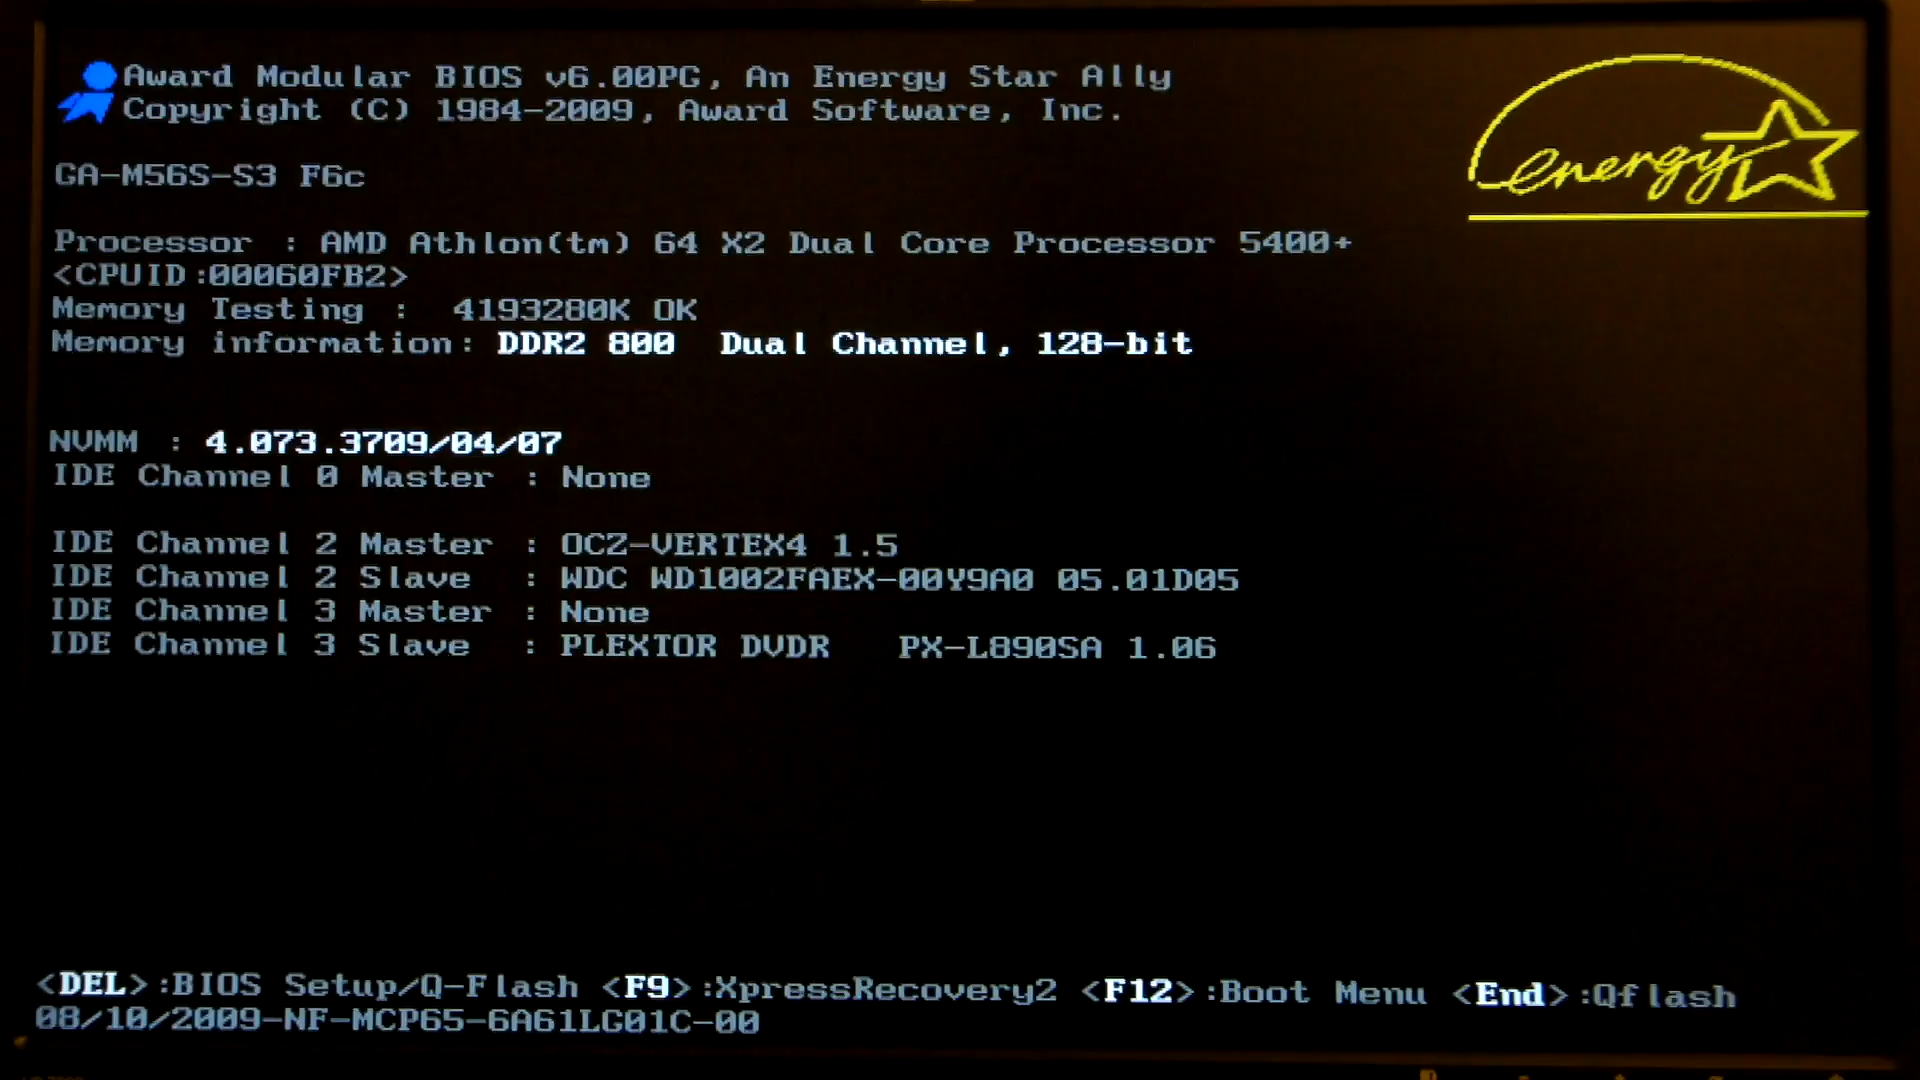 Award Modular BIOS v6.00PG, An Energy Star Ally
Copyright (C) 1984-2009, Award Software, Inc.
energy
GA-M56S-S3 F6c
Processor : AMD Athlon(tm) 64 X2 Dual Core Processor 5400+
<CPUID:00060FB2>
Memory Testing : 4193280K OK
Memory information: DDR2 800 Dual Channel, 128-bit
NVMM : 4.073.3709/04/07
IDE Channel 0 Master : None
IDE Channel 2 Master : OCZ-VERTEX4 1.5
IDE Channel 2 Slave : WDC WD1002FAEX-00Y9A0 05.01D05
IDE Channel 3 Master : None
IDE Channel 3 Slave : PLEXTOR DVDR PX-L890SA 1.06
<DEL>:BIOS Setup/Q-Flash <F9>:XpressRecovery2 <F12>:Boot Menu <End>:Qflash
08/10/2009-NF-MCP65-6A61LG01C-00